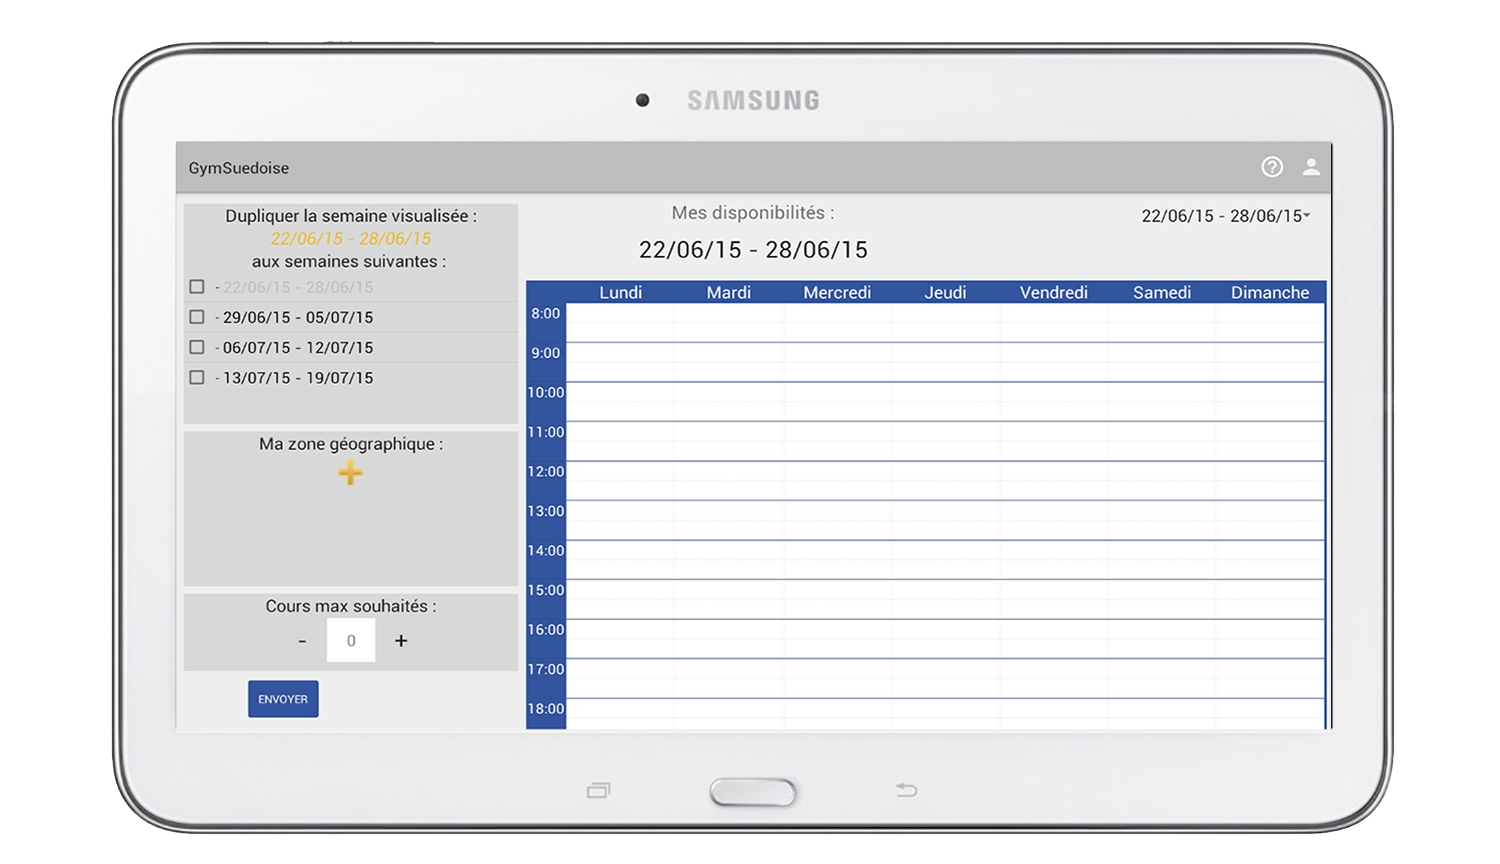 SAMSUNG
GymSuedoise
Dupliquer la semaine visualisée :
22/06/15 - 28/06/15
aux semaines suivantes :
- 22/06/15 - 28/06/15
- 29/06/15 - 05/07/15
- 06/07/15 - 12/07/15
- 13/07/15 - 19/07/15
Ma zone géographique :
Cours max souhaités :
- 0 +
ENVOYER
Mes disponibilités :
22/06/15 - 28/06/15
22/06/15 - 28/06/15
Lundi Mardi Mercredi Jeudi Vendredi Samedi Dimanche
8:00
9:00
10:00
11:00
12:00
13:00
14:00
15:00
16:00
17:00
18:00